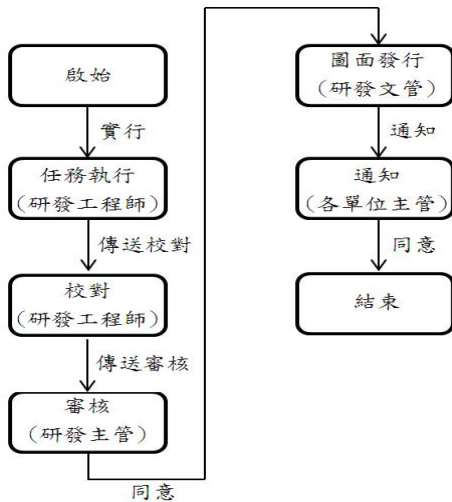 啟始
實行
任務執行
(研發工程師)
傳送校對
校對
(研發工程師)
傳送審核
審核
(研發主管)
同意
圖面發行
(研發文管)
通知
通知
(各單位主管)
同意
結束